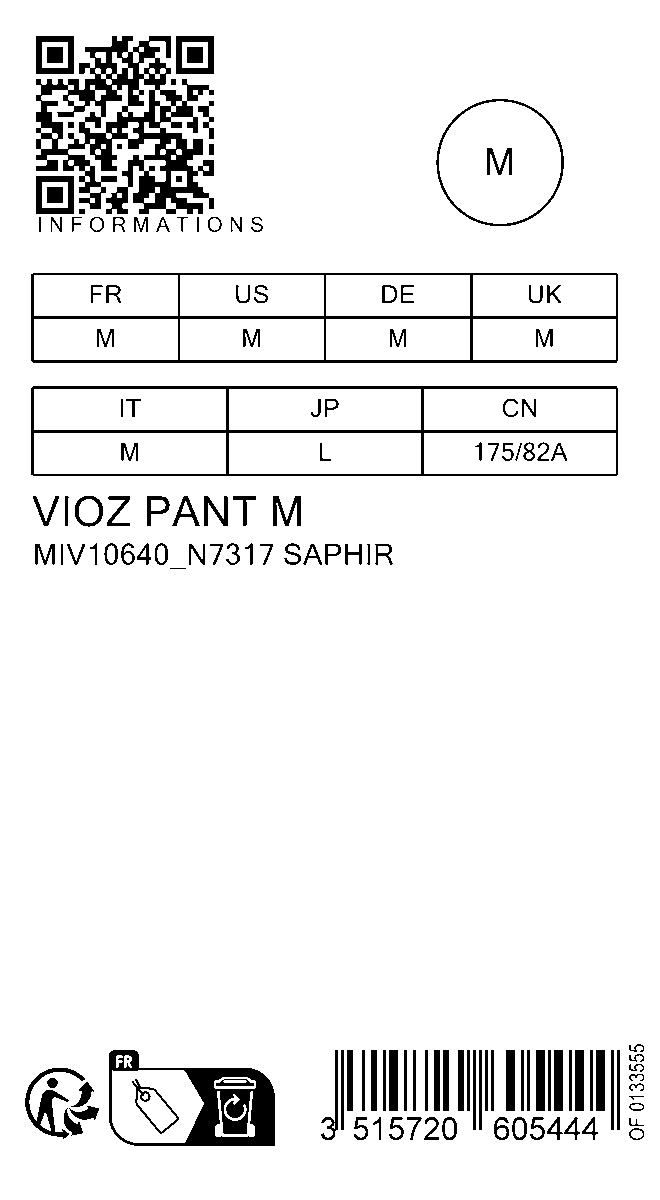 INFORMATIONS
M
FR US DE UK
M M M M
IT JP CN
M L 175/82A
VIOZ PANT M
MIV10640_N7317 SAPHIR
FR
3 515720 605444
OF 0133555